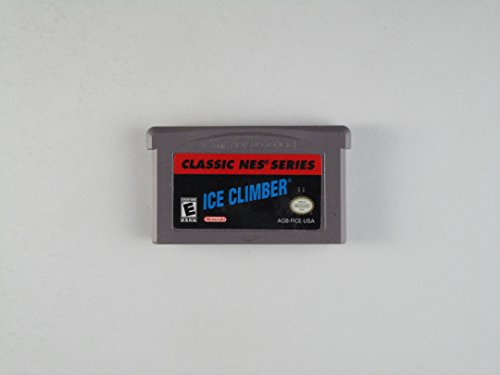 CLASSIC NES® SERIES
ICE CLIMBER®
E
Nintendo
AGB-FICE-USA